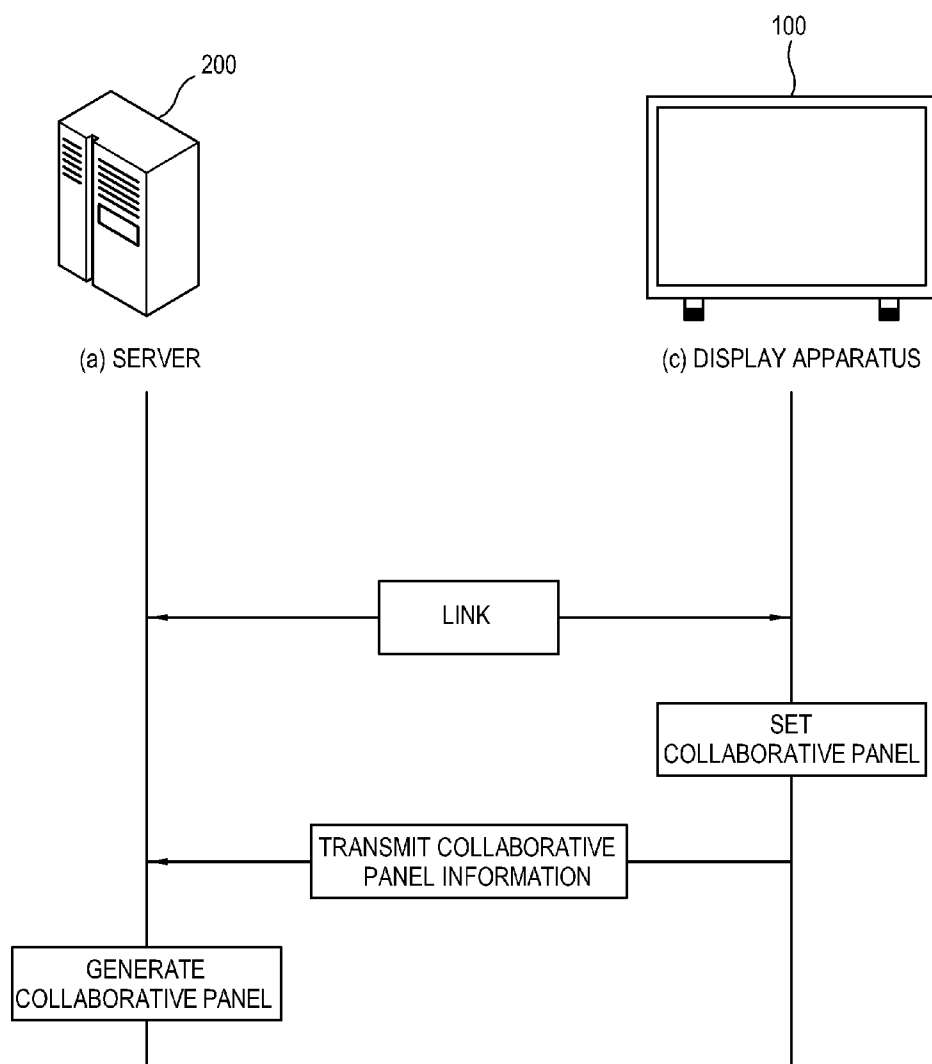 100
200
(a) SERVER
(c) DISPLAY APPARATUS
LINK
SET
COLLABORATIVE PANEL
TRANSMIT COLLABORATIVE
PANEL INFORMATION
GENERATE
COLLABORATIVE PANEL